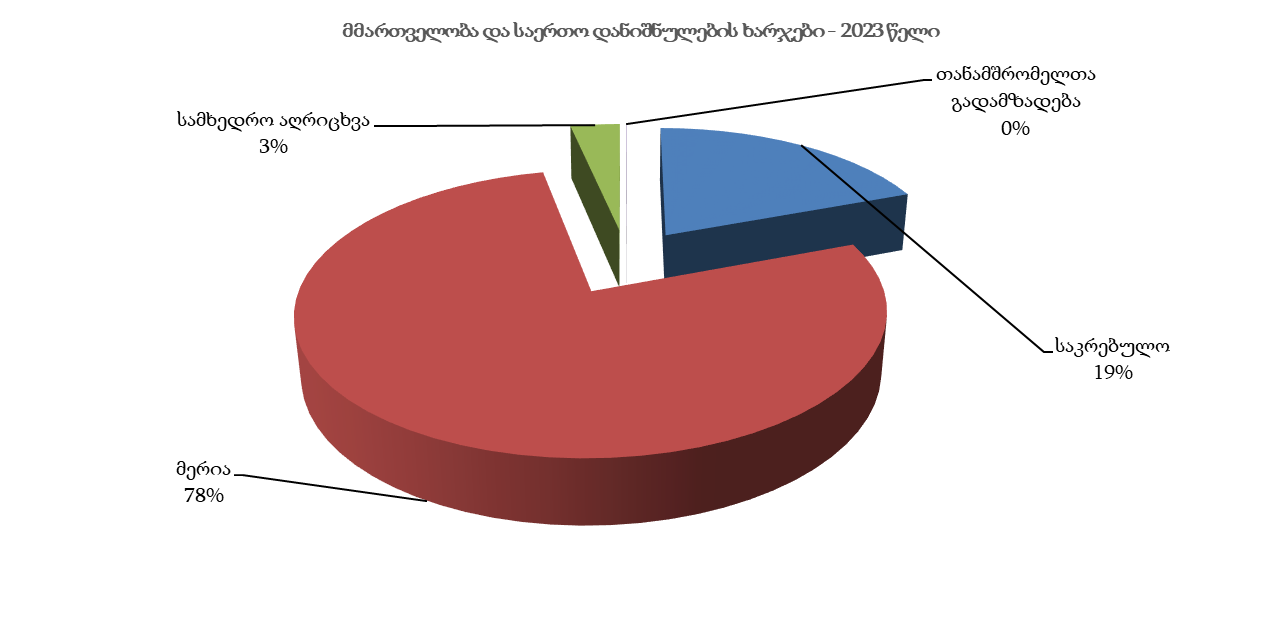 მმართველობა და საერთო დანიშნულების ხარჯები - 2023 წელი
თანამშრომელთა
გადამზადება
0%
სამხედრო აღრიცხვა
3%
საკრებულო
19%
მერია
78%